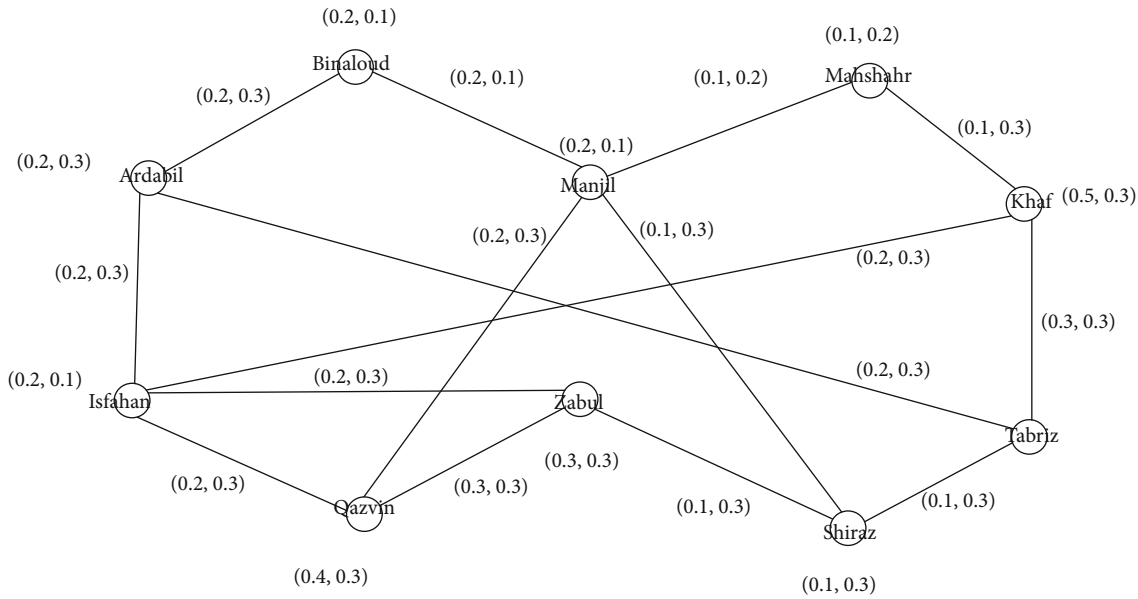 (0.2, 0.1)
(0.1, 0.2)
Binaloud
(0.2, 0.1)
(0.1, 0.2)
Mahshahr
(0.2, 0.3)
(0.1, 0.3)
(0.2, 0.3)
Ardabil
(0.2, 0.1)
Manjil
Khaf
(0.5, 0.3)
(0.2, 0.3)
(0.1, 0.3)
(0.2, 0.3)
(0.2, 0.3)
(0.3, 0.3)
(0.2, 0.1)
(0.2, 0.3)
(0.2, 0.3)
Isfahan
Zabul
Tabriz
(0.2, 0.3)
(0.3, 0.3)
(0.3, 0.3)
(0.1, 0.3)
(0.1, 0.3)
Qazvin
Shiraz
(0.4, 0.3)
(0.1, 0.3)